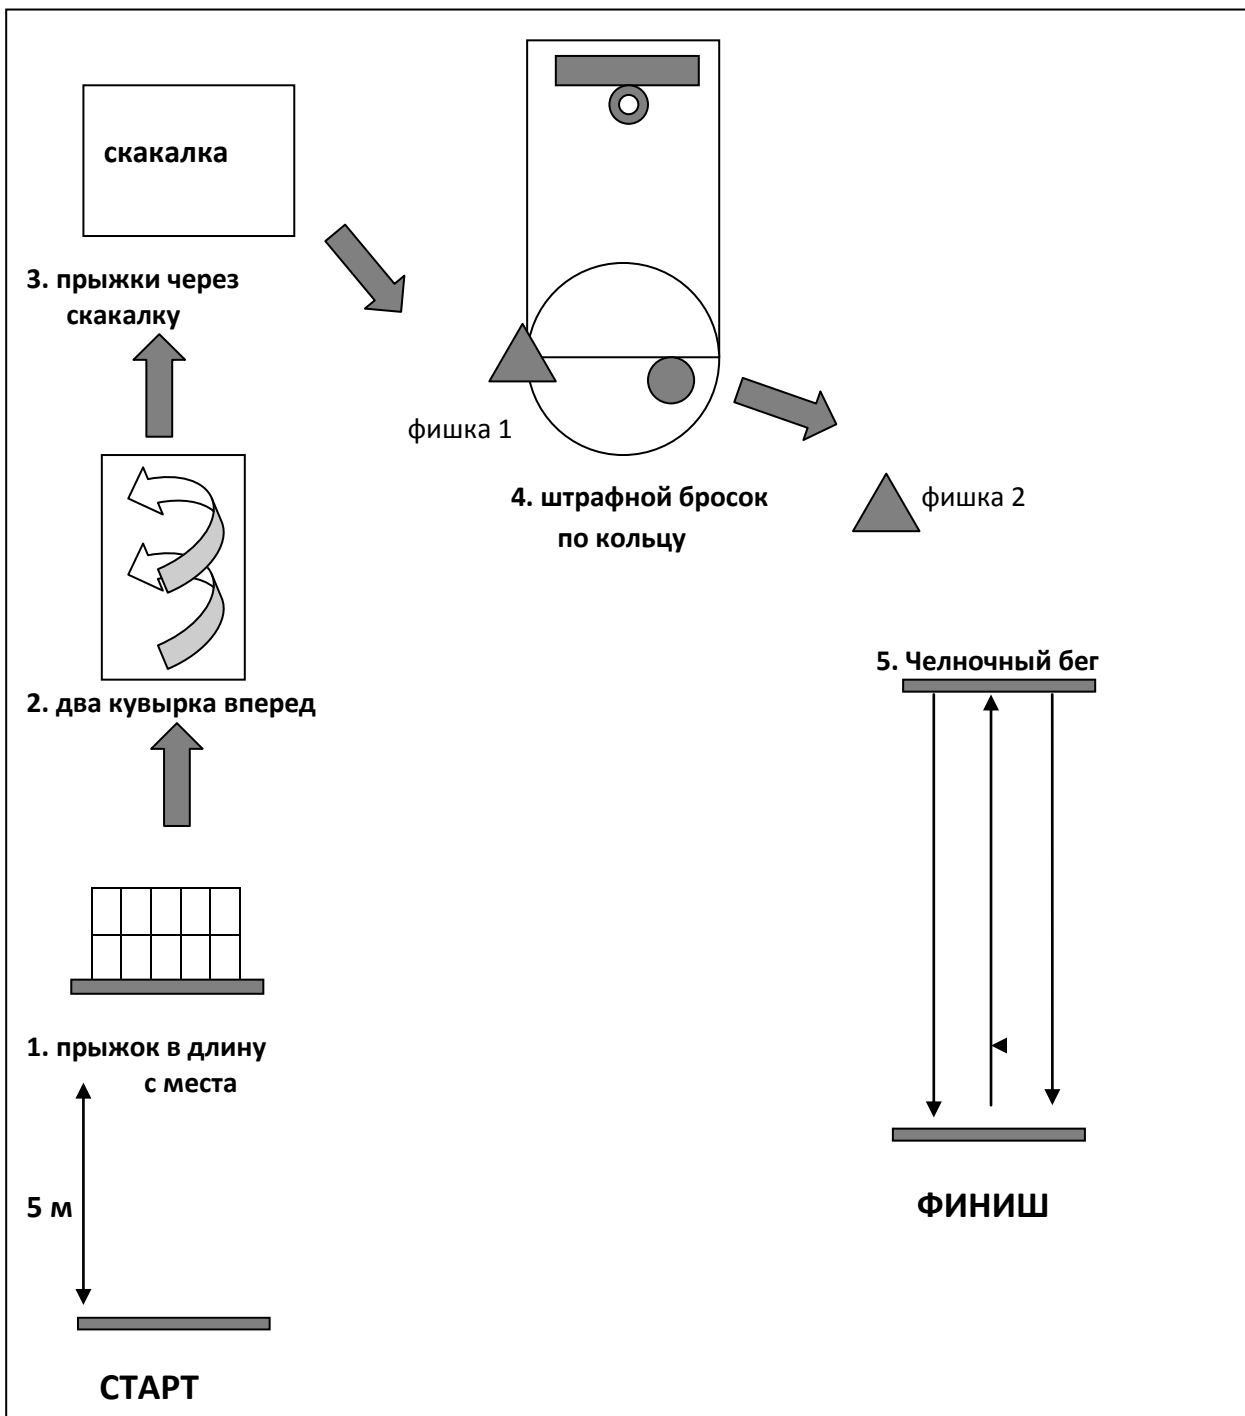 скакалка
3. прыжки через
скакалку
фишка 1
4. штрафной бросок
по кольцу
фишка 2
2. два кувырка вперед
5. Челночный бег
1. прыжок в длину
с места
5 м
ФИНИШ
СТАРТ